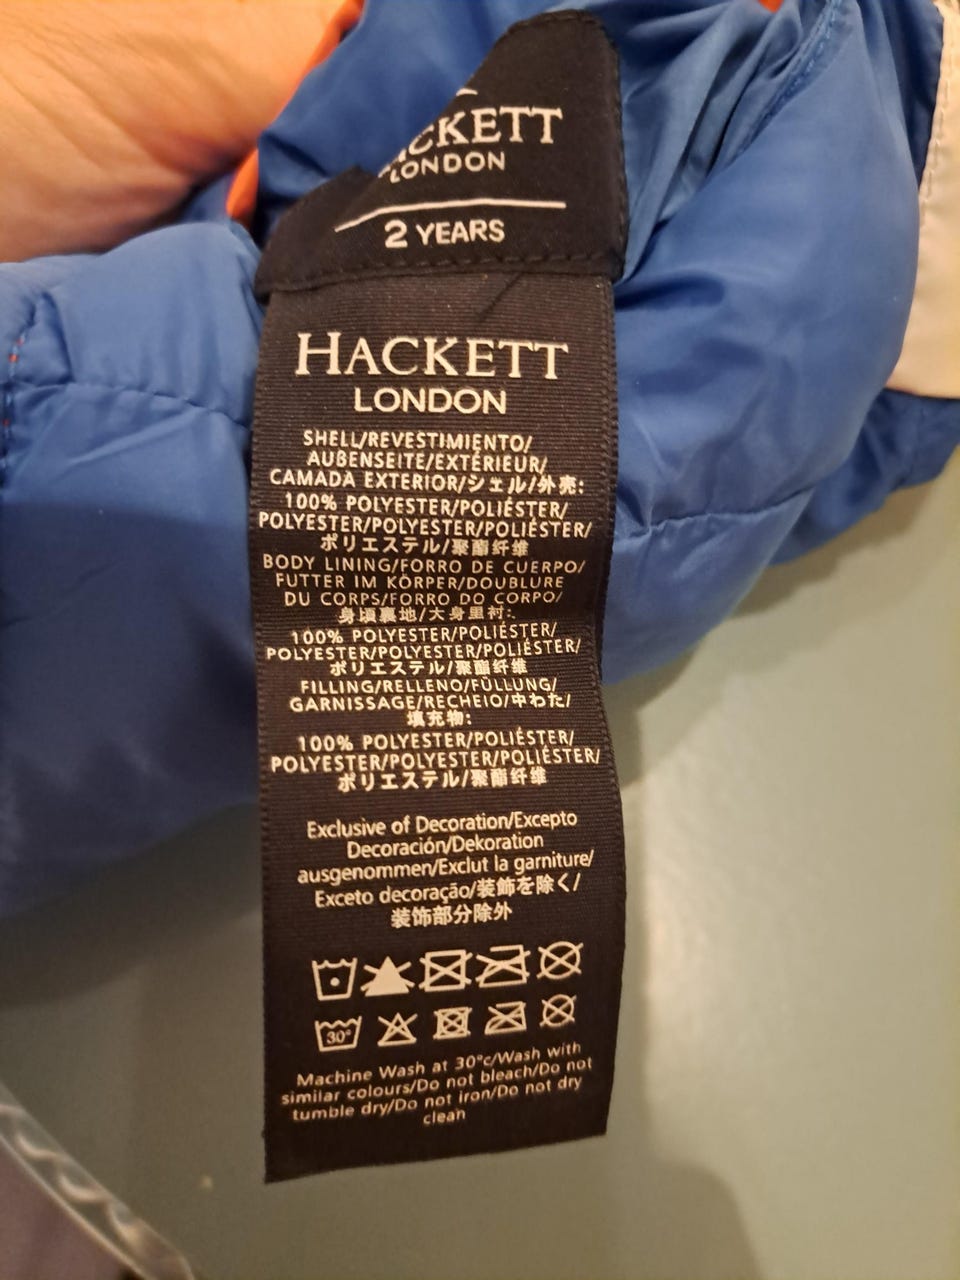 HACKETT
LONDON
2 YEARS
HACKETT
LONDON
SHELL/REVESTIMIENTO/
AUßENSEITE/EXTÉRIEUR/
CAMADA EXTERIOR/シェル/外壳:
100% POLYESTER/POLIÉSTER/
POLYESTER/POLYESTER/POLIÉSTER/
ポリエステル/聚酯纤维
BODY LINING/FORRO DE CUERPO/
FUTTER IM KÖRPER/DOUBLURE
DU CORPS/FORRO DO CORPO/
身頃裏地/大身里衬:
100% POLYESTER/POLIÉSTER/
POLYESTER/POLYESTER/POLIÉSTER/
ポリエステル/聚酯纤维
FILLING/RELLENO/FÜLLUNG/
GARNISSAGE/RECHEIO/中わた/
填充物:
100% POLYESTER/POLIÉSTER/
POLYESTER/POLYESTER/POLIÉSTER/
ポリエステル/聚酯纤维
Exclusive of Decoration/Excepto
Decoración/Dekoration
ausgenommen/Exclut la garniture/
Exceto decoração/装飾を除く/
装饰部分除外
30°
Machine Wash at 30°c/Wash with
similar colours/Do not bleach/Do not
tumble dry/Do not iron/Do not dry
clean